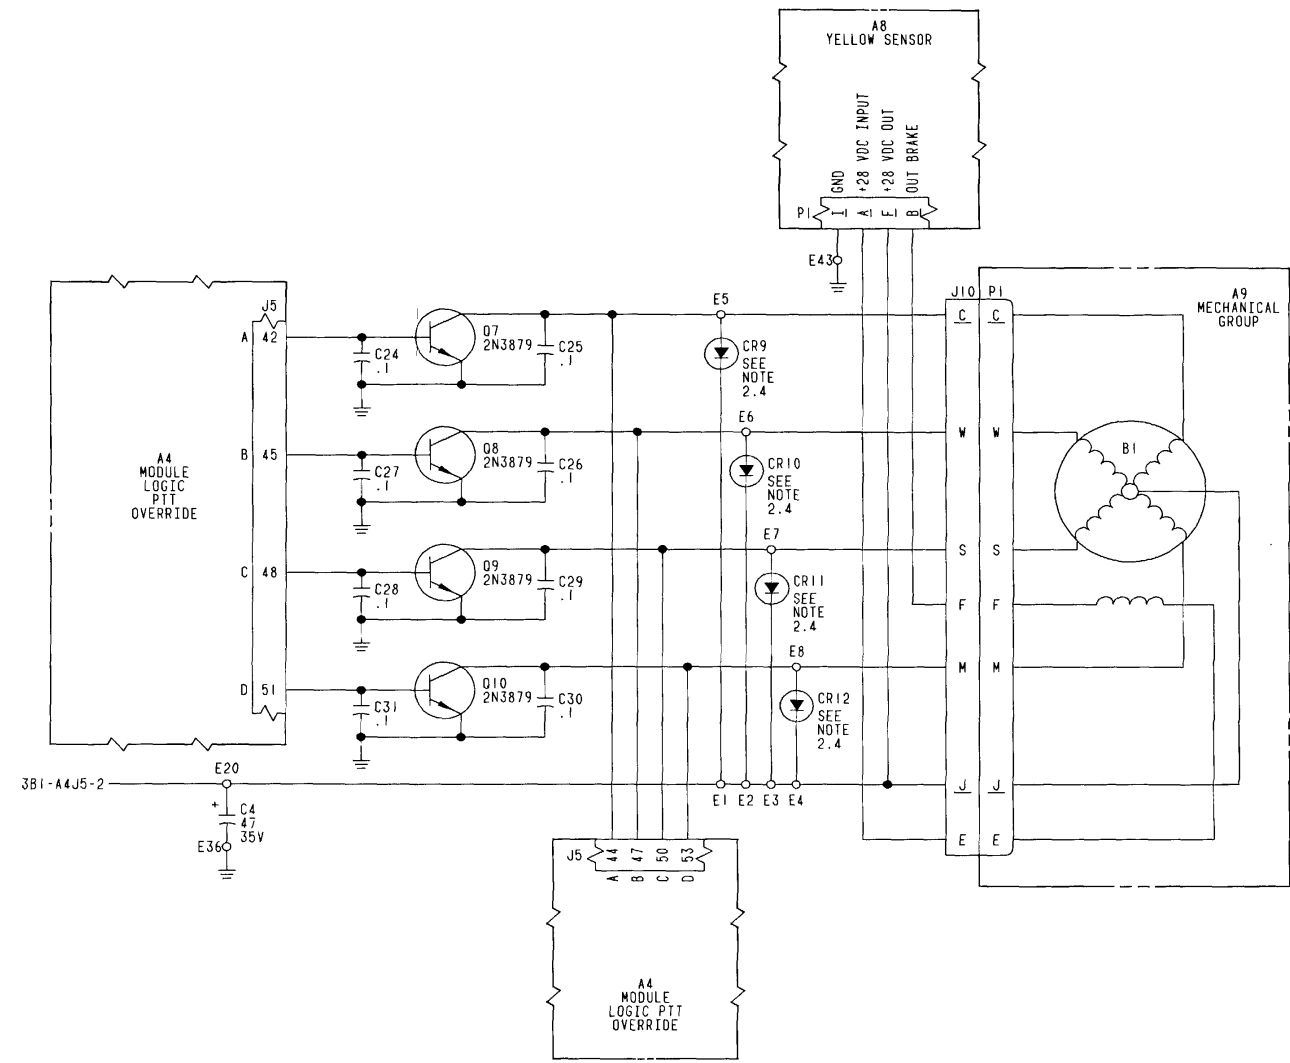 A8
YELLOW SENSOR
GND
+28 VDC INPUT
+28 VDC OUT
OUT BRAKE
P1
I
A
F
B
E43
J10
P1
A9
MECHANICAL
GROUP
J5
A 42
B 45
C 48
D 51
A4
MODULE
LOGIC
PTT
OVERRIDE
C24
.1
Q7
2N3879
C25
.1
E5
CR9
SEE
NOTE
2.4
C C
C27
.1
Q8
2N3879
C26
.1
E6
CR10
SEE
NOTE
2.4
W W
B1
C28
.1
Q9
2N3879
C29
.1
E7
CR11
SEE
NOTE
2.4
S S
F F
C31
.1
Q10
2N3879
C30
.1
E8
CR12
SEE
NOTE
2.4
M M
3B1-A4J5-2
E20
+
C4
47
35V
E36
E1 E2 E3 E4
J J
E E
J5
44 47 50 53
A B C D
A4
MODULE
LOGIC PTT
OVERRIDE